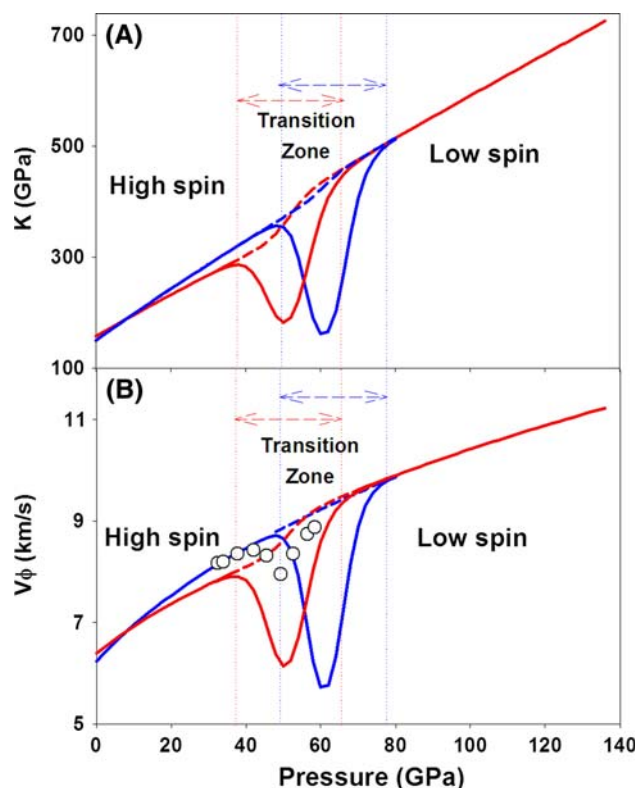 (A)
700
500
300
100
K (GPa)
Transition
Zone
High spin
Low spin
(B)
11
9
7
5
Vϕ (km/s)
Transition
Zone
High spin
Low spin
0 20 40 60 80 100 120 140
Pressure (GPa)